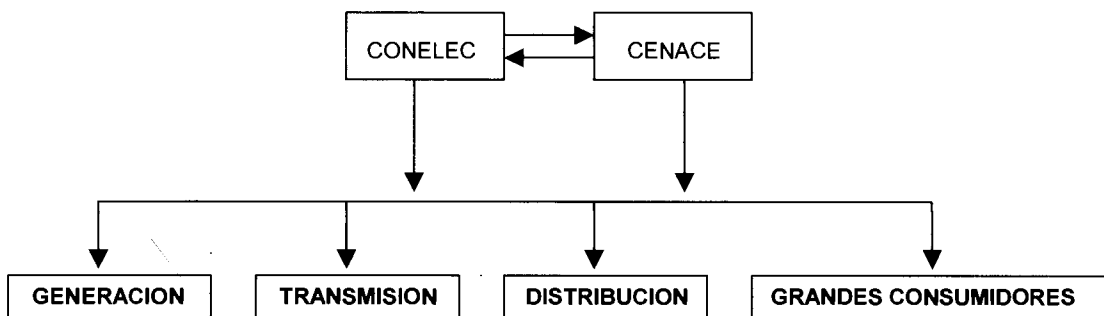 CONELEC
CENACE
GENERACION
TRANSMISION
DISTRIBUCION
GRANDES CONSUMIDORES